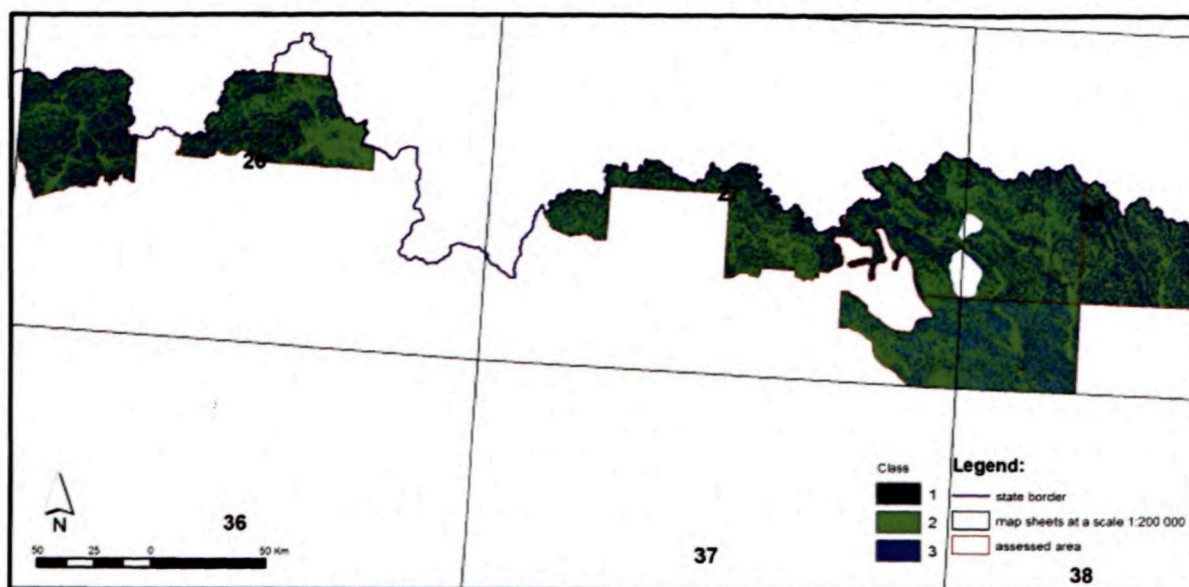 26
Class
Legend:
1
state border
2
map sheets at a scale 1:200 000
3
assessed area
N
36
50 25 0 50 Km
37
38